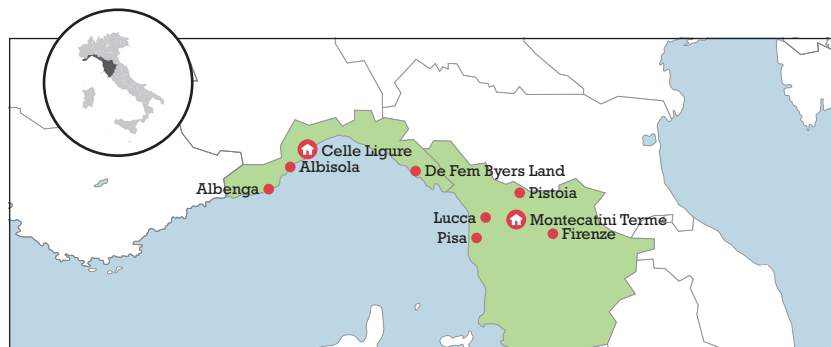 Celle Ligure
Albisola
De Fem Byers Land
Albenga
Pistoia
Lucca
Montecatini Terme
Pisa
Firenze